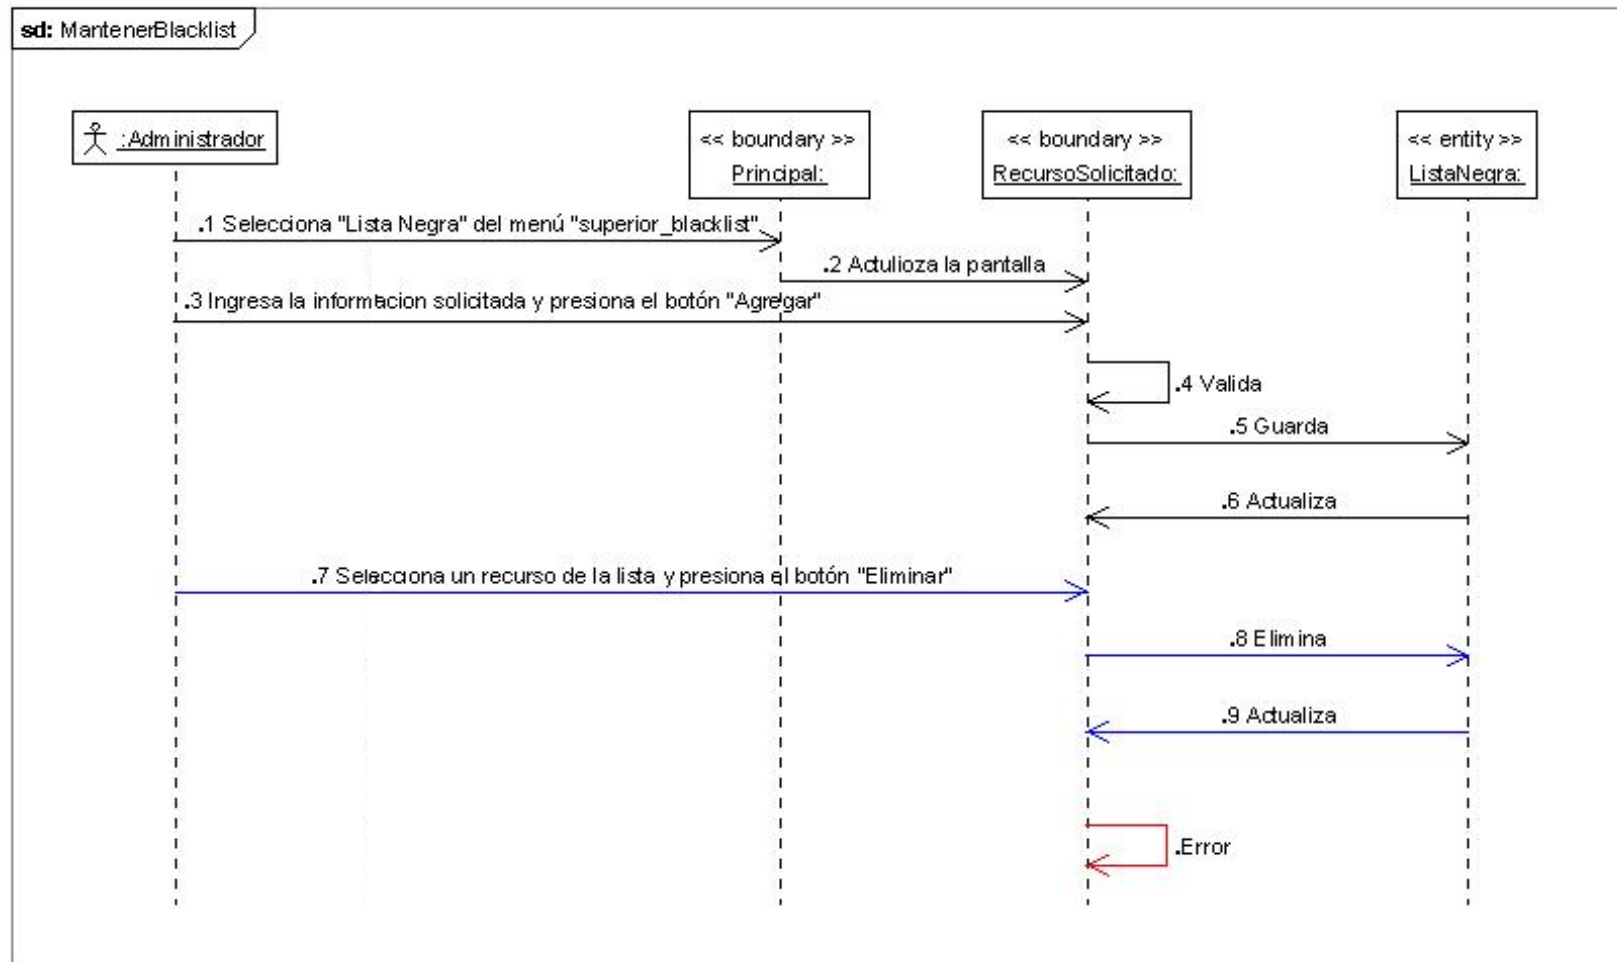 sd: MantenerBlacklist
:Administrador
<< boundary >>
Principal:
<< boundary >>
RecursoSolicitado:
<< entity >>
ListaNegra:
.1 Selecciona "Lista Negra" del menú "superior_blacklist"
.2 Actulioza la pantalla
.3 Ingresa la informacion solicitada y presiona el botón "Agregar"
.4 Valida
.5 Guarda
.6 Actualiza
.7 Selecciona un recurso de la lista y presiona el botón "Eliminar"
.8 Elimina
.9 Actualiza
.Error